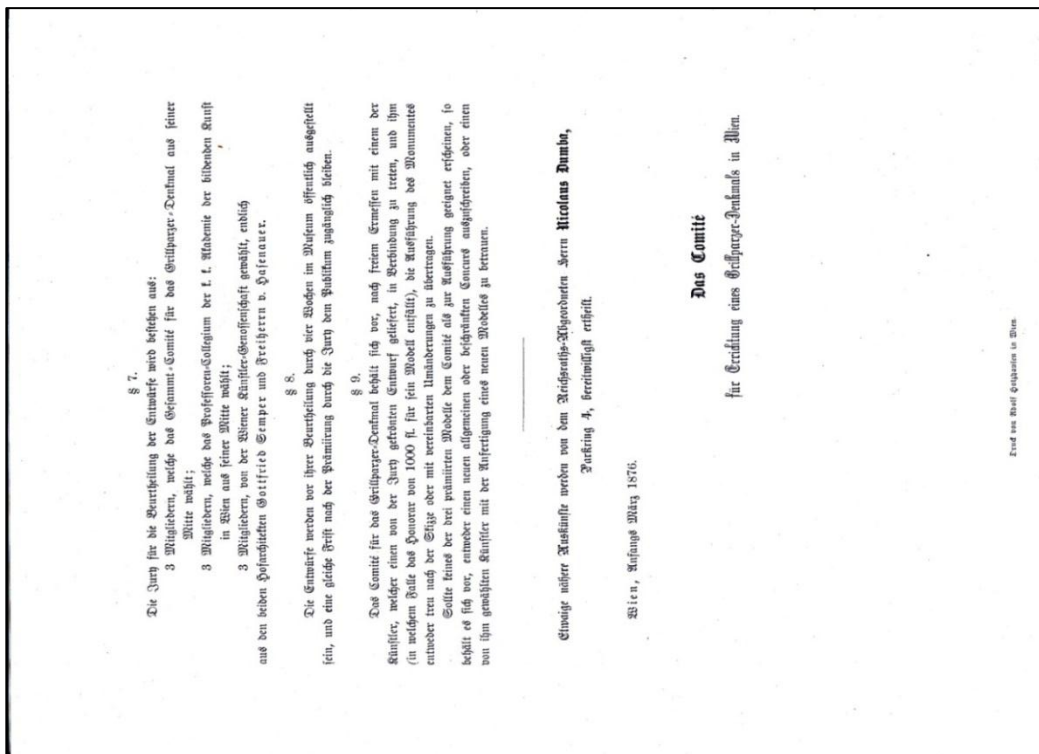 § 7.
Die Jury für die Beurtheilung der Entwürfe wird bestehen aus:
3 Mitgliedern, welche das Gesammt-Comité für das Grillparzer-Denkmal aus seiner
Mitte wählt;
3 Mitgliedern, welche das Professoren-Collegium der k. k. Akademie der bildenden Kunst
in Wien aus seiner Mitte wählt;
3 Mitgliedern, von der Wiener Künstler-Genossenschaft gewählt, endlich
aus den beiden Hofarchitekten Gottfried Semper und Freiherrn v. Hasenauer.
§ 8.
Die Entwürfe werden vor ihrer Beurtheilung durch vier Wochen im Museum öffentlich ausgestellt
sein, und eine gleiche Frist nach der Prämiirung durch die Jury dem Publikum zugänglich bleiben.
§ 9.
Das Comité für das Grillparzer-Denkmal behält sich vor, nach freiem Ermessen mit einem der
Künstler, welcher einen von der Jury gekrönten Entwurf geliefert, in Verbindung zu treten, und ihm
(in welchem Falle das Honorar von 1000 fl. für sein Modell entfällt), die Ausführung des Monumentes
entweder treu nach der Skizze oder mit vereinbarten Umänderungen zu übertragen.
Sollte keines der drei prämiirten Modelle dem Comité als zur Ausführung geeignet erscheinen, so
behält es sich vor, entweder einen neuen allgemeinen oder beschränkten Concurs auszuschreiben, oder einen
von ihm gewählten Künstler mit der Anfertigung eines neuen Modelles zu betrauen.
Etwaige nähere Auskünfte werden von dem Reichsraths-Abgeordneten Herrn Nicolaus Dumba,
Parkring 4, bereitwilligst ertheilt.
Wien, Anfangs März 1876.
Das Comité
für Errichtung eines Grillparzer-Denkmals in Wien.
Druck von Adolf Holzhausen in Wien.